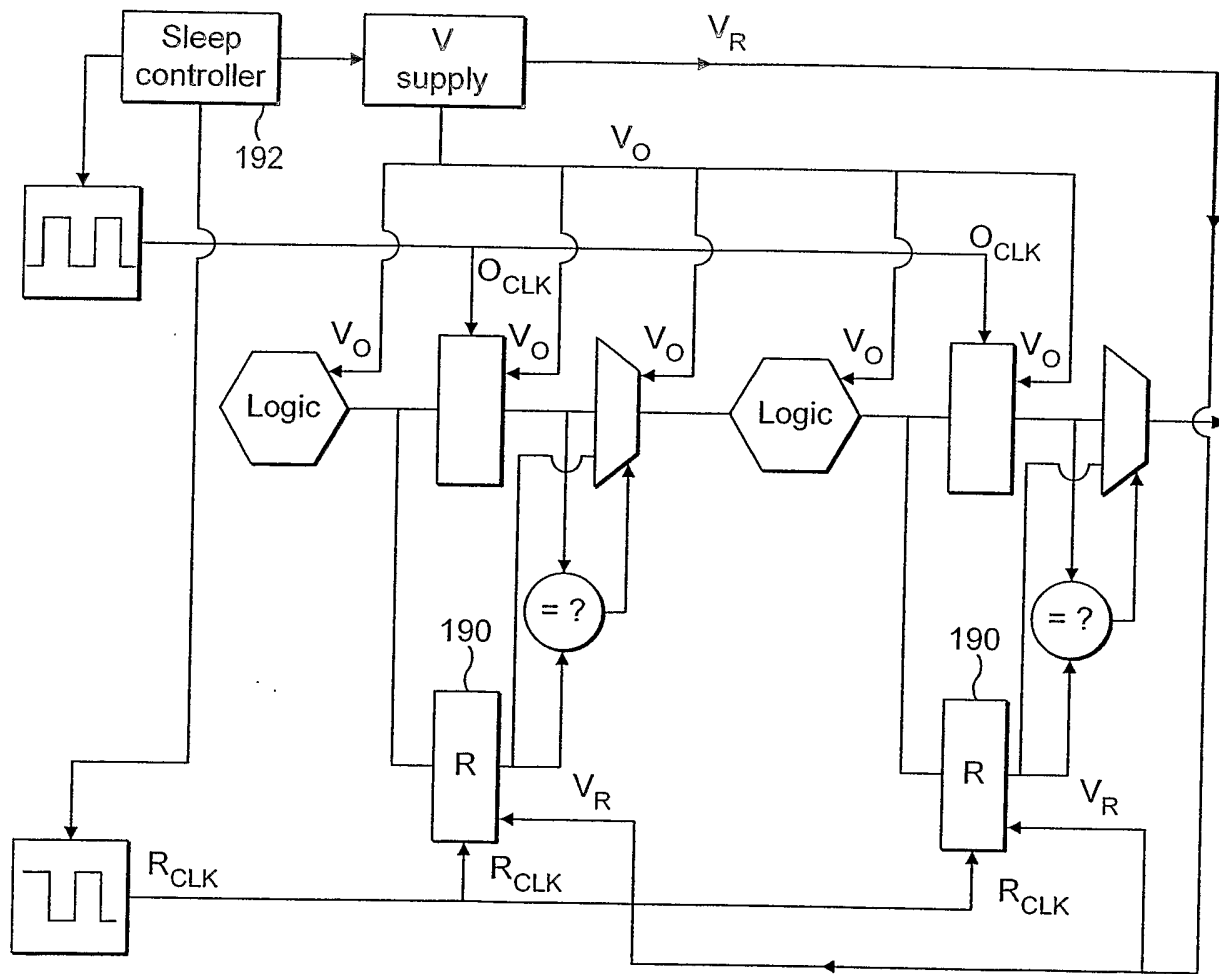 Sleep
controller
V
supply
V_R
192
V_O
O_CLK
O_CLK
V_O
V_O
V_O
V_O
V_O
Logic
Logic
= ?
= ?
190
190
R
R
V_R
V_R
R_CLK
R_CLK
R_CLK